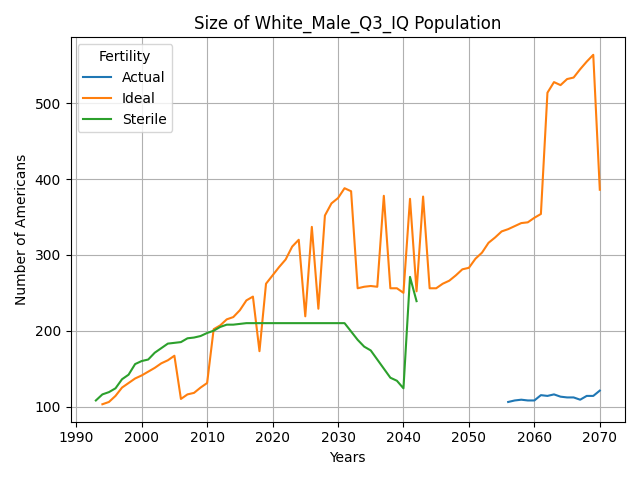 Size of White_Male_Q3_IQ Population
Fertility
Actual
Ideal
Sterile
Number of Americans
500
400
300
200
100
1990
2000
2010
2020
2030
2040
2050
2060
2070
Years